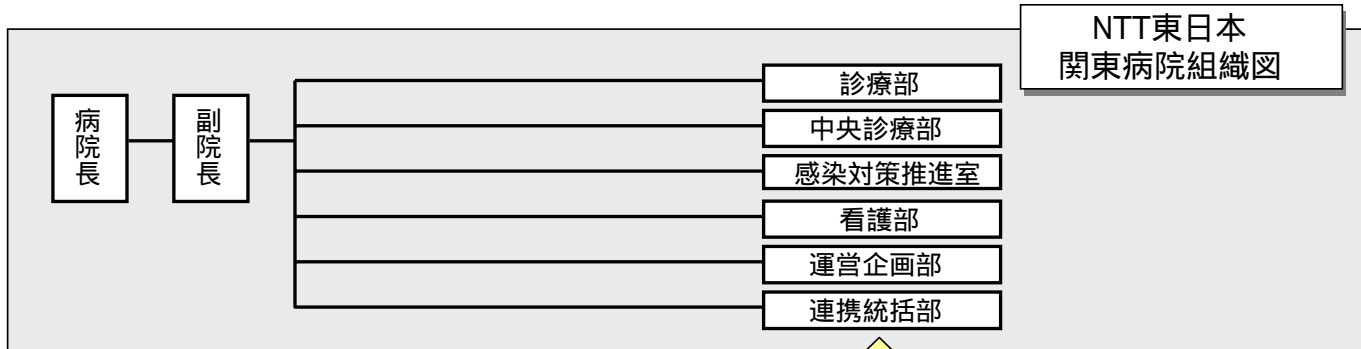 NTT東日本
関東病院組織図
病院長
副院長
診療部
中央診療部
感染対策推進室
看護部
運営企画部
連携統括部